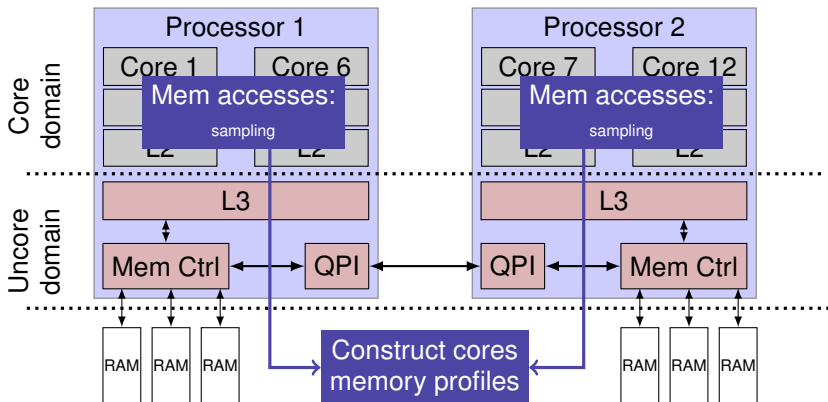 Processor 1
Processor 2
Core domain
Core 1
Core 6
Core 7
Core 12
Mem accesses:
sampling
Mem accesses:
sampling
L2
L2
L2
L2
Uncore domain
L3
L3
Mem Ctrl
QPI
QPI
Mem Ctrl
RAM
RAM
RAM
Construct cores
memory profiles
RAM
RAM
RAM